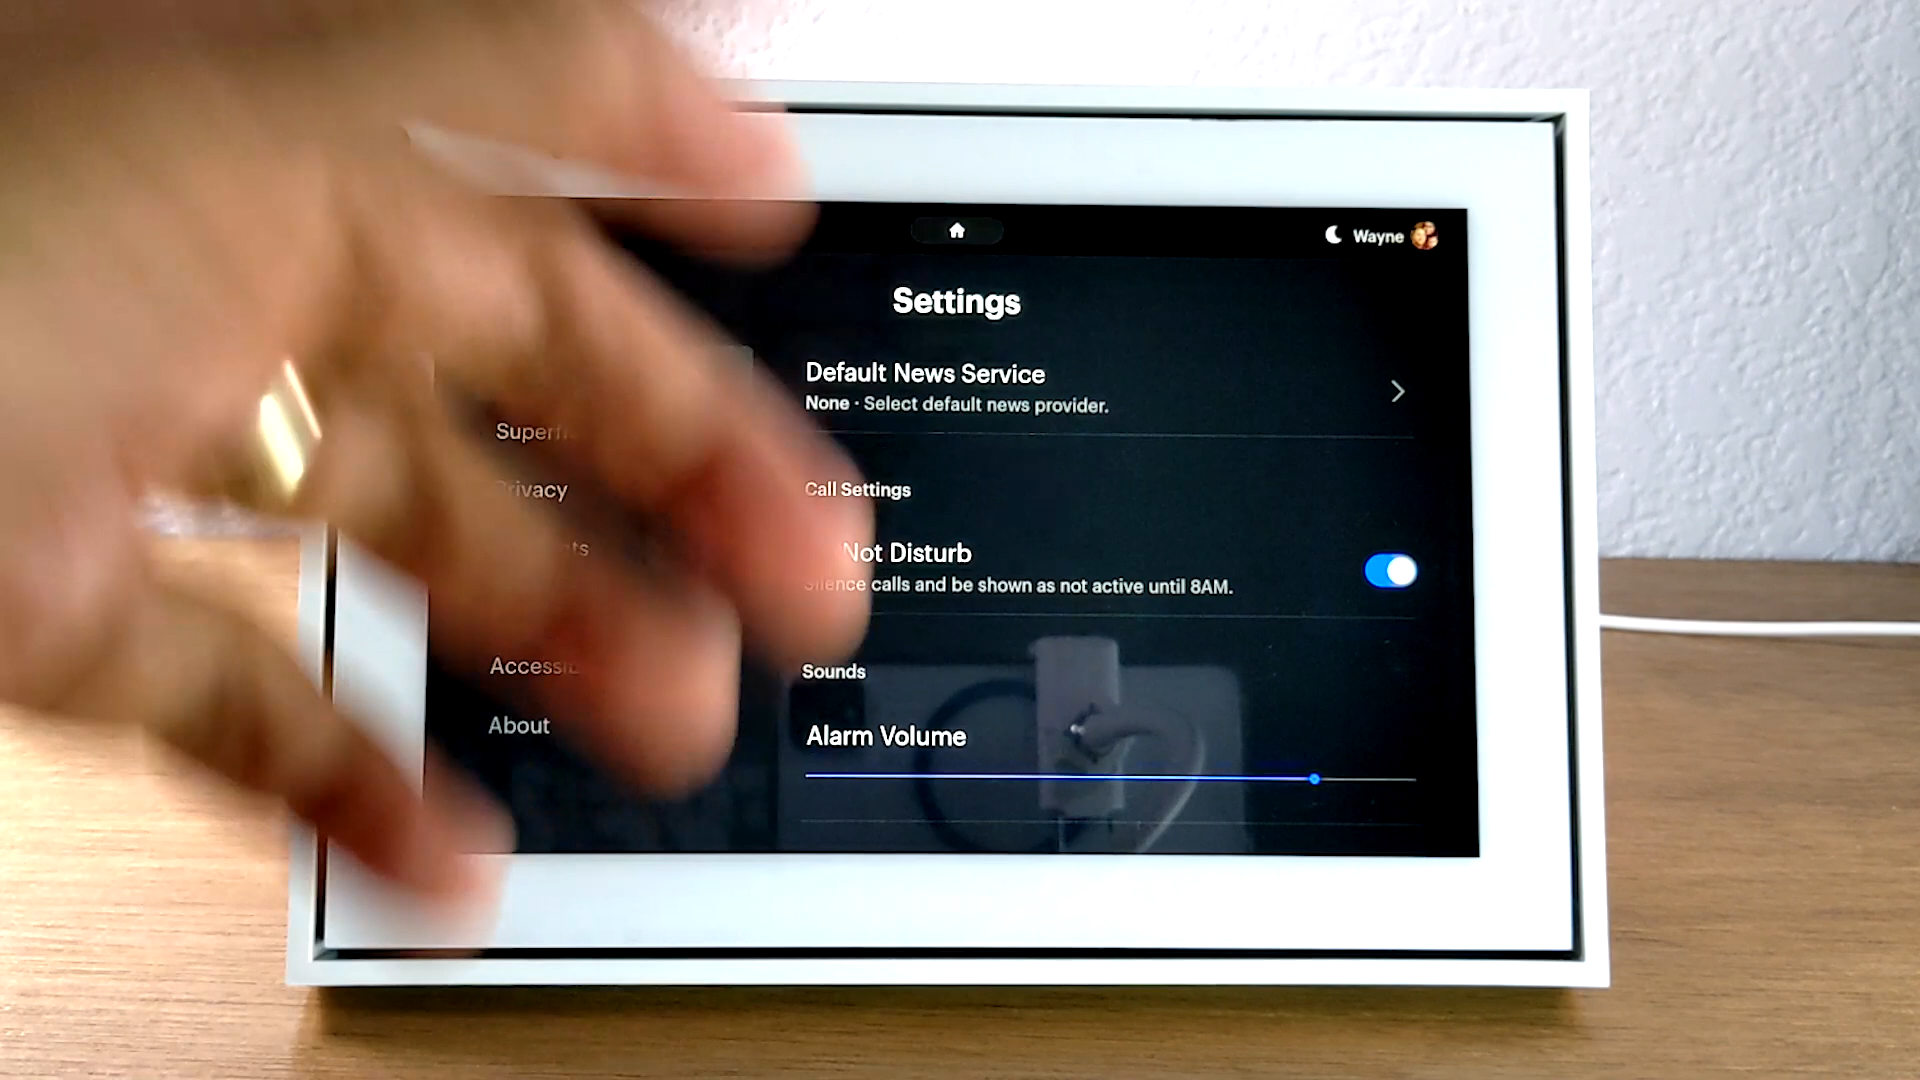 Wayne
Settings
Default News Service
None · Select default news provider.
Call Settings
Not Disturb
calls and be shown as not active until 8AM.
Sounds
Alarm Volume
Privacy
About